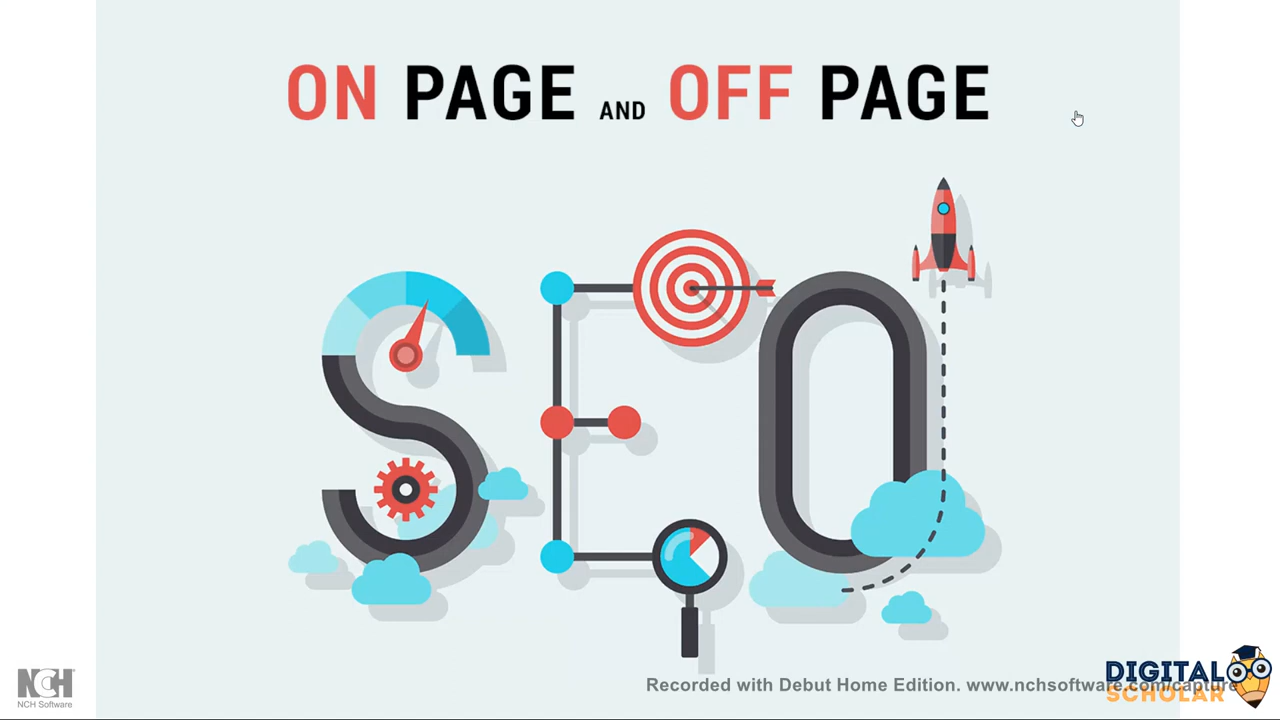 ON PAGE AND OFF PAGE
SEO
NCH®
NCH Software
Recorded with Debut Home Edition. www.nchsoftware.com/capture
DIGITAL
SCHOLAR